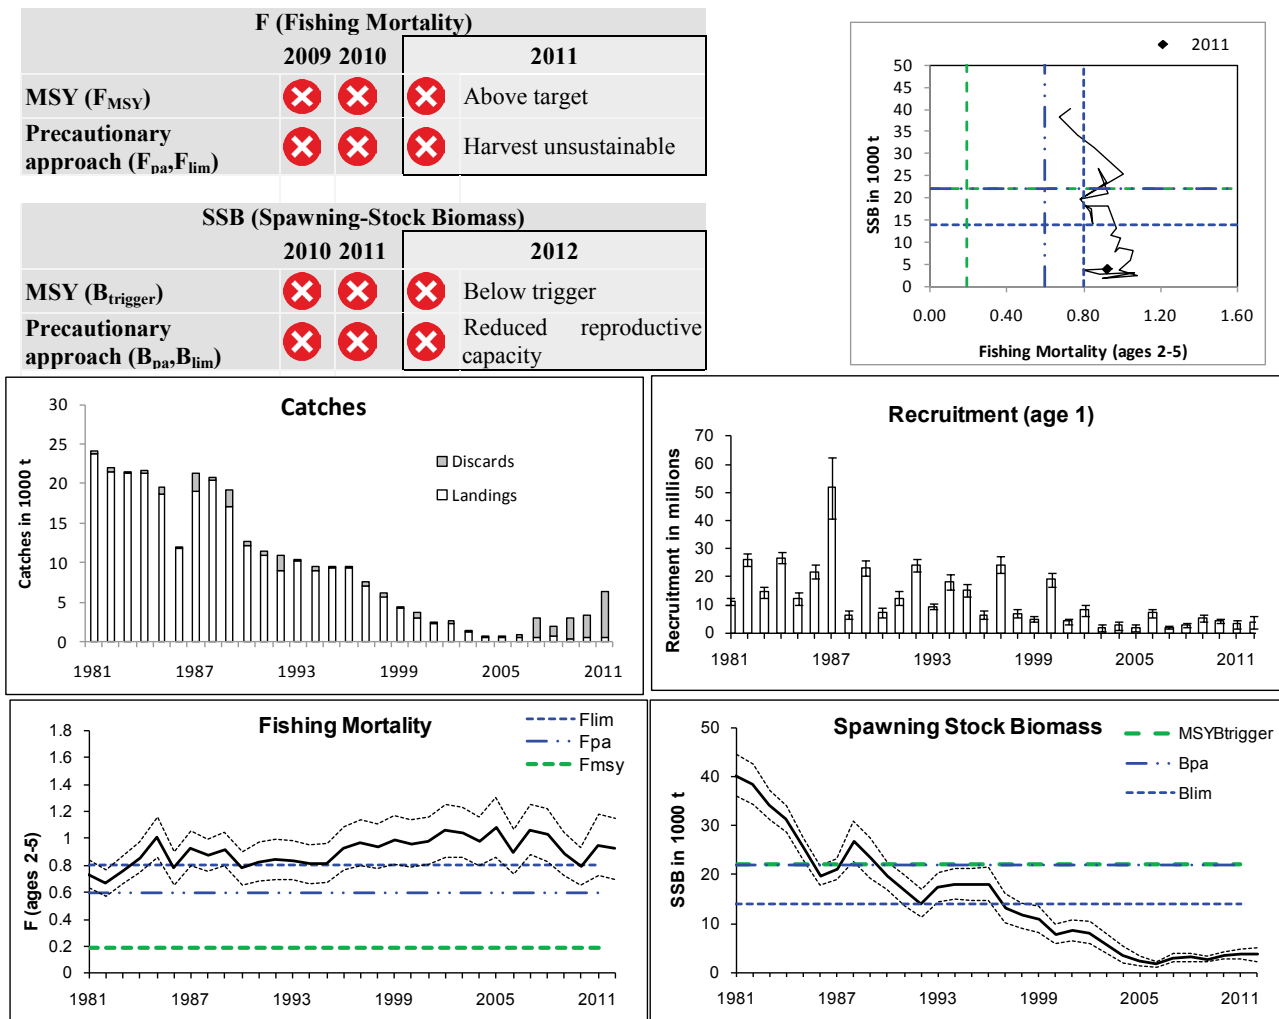 F (Fishing Mortality)
2009 2010 2011
MSY (FMSY) Above target
Precautionary
approach (Fpa,Flim) Harvest unsustainable
SSB (Spawning-Stock Biomass)
2010 2011 2012
MSY (Btrigger) Below trigger
Precautionary
approach (Bpa,Blim) Reduced reproductive
capacity
2011
SSB in 1000 t
50
45
40
35
30
25
20
15
10
5
0
0.00 0.40 0.80 1.20 1.60
Fishing Mortality (ages 2-5)
Catches
Catches in 1000 t
30
25
20
15
10
5
0
Discards
Landings
1981 1987 1993 1999 2005 2011
Recruitment (age 1)
Recruitment in millions
70
60
50
40
30
20
10
0
1981 1987 1993 1999 2005 2011
Fishing Mortality
F (ages 2-5)
1.8
1.6
1.4
1.2
1
0.8
0.6
0.4
0.2
0
Flim
Fpa
Fmsy
1981 1987 1993 1999 2005 2011
Spawning Stock Biomass
SSB in 1000 t
50
40
30
20
10
0
MSYBtrigger
Bpa
Blim
1981 1987 1993 1999 2005 2011